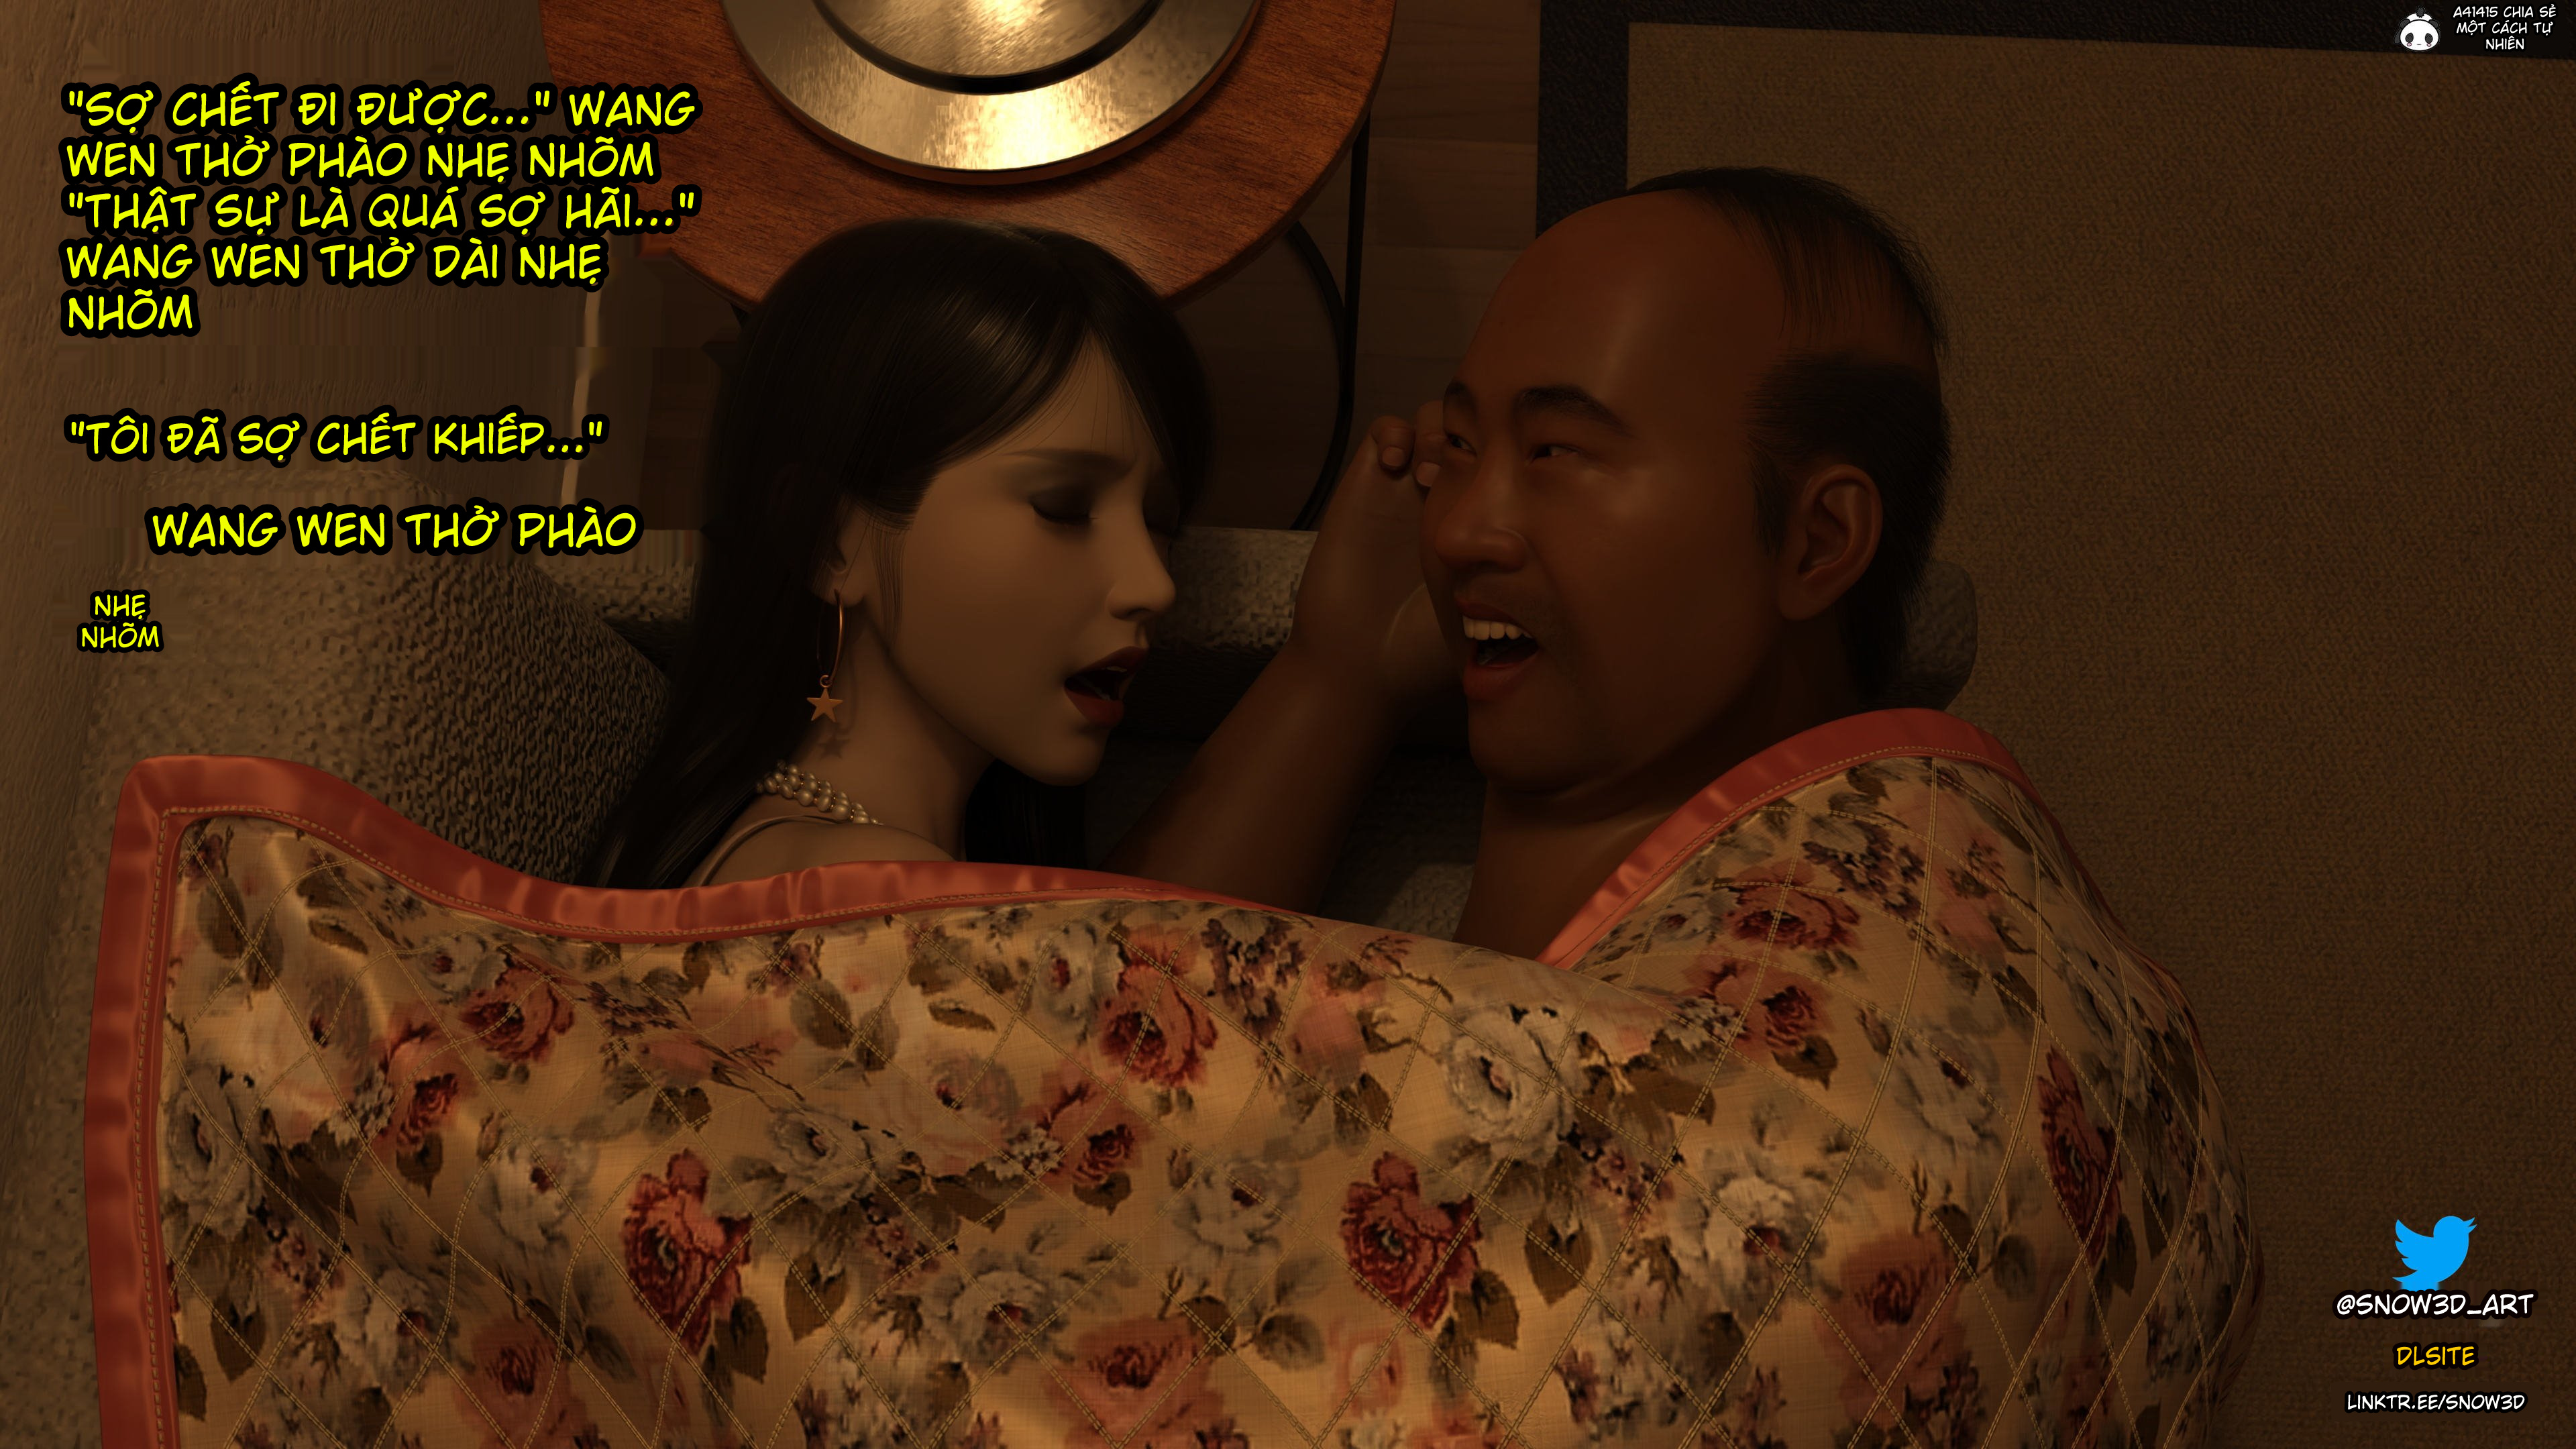 "SỢ CHẾT ĐI ĐƯỢC..." WANG
WEN THỞ PHÀO NHẸ NHÕM
"THẬT SỰ LÀ QUÁ SỢ HÃI..."
WANG WEN THỞ DÀI NHẸ
NHÕM
"TÔI ĐÃ SỢ CHẾT KHIẾP..."
WANG WEN THỞ PHÀO
NHẸ
NHÕM
A41415 CHIA SẺ
MỘT CÁCH TỰ
NHIÊN
@SNOW3D_ART
DLSITE
LINKTR.EE/SNOW3D